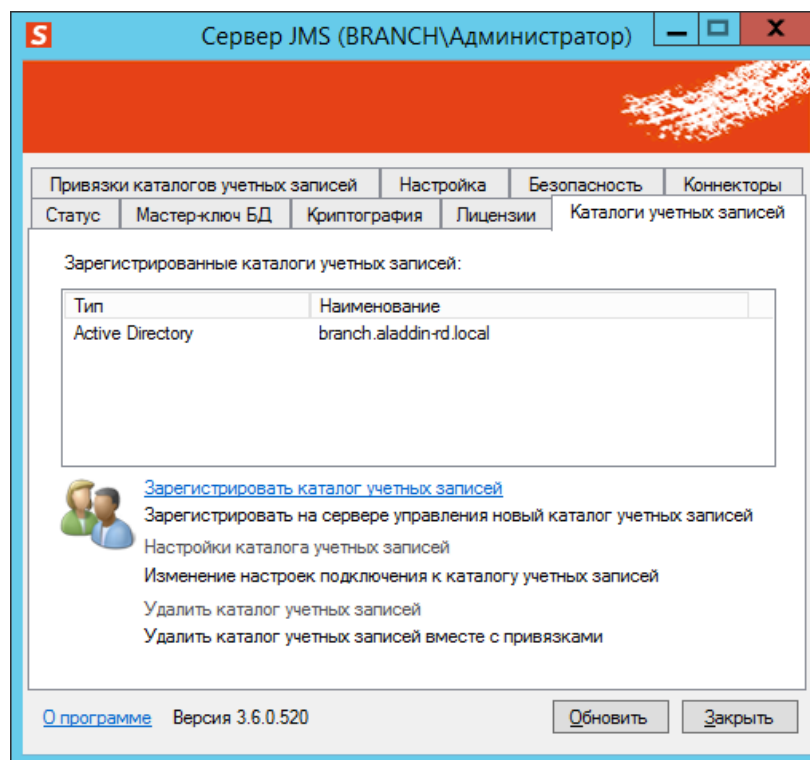 S
Сервер JMS (BRANCH\Администратор)
Привязки каталогов учетных записей Настройка Безопасность Коннекторы
Статус Мастер-ключ БД Криптография Лицензии Каталоги учетных записей
Зарегистрированные каталоги учетных записей:
Тип Наименование
Active Directory branch.aladdin-rd.local
Зарегистрировать каталог учетных записей
Зарегистрировать на сервере управления новый каталог учетных записей
Настройки каталога учетных записей
Изменение настроек подключения к каталогу учетных записей
Удалить каталог учетных записей
Удалить каталог учетных записей вместе с привязками
О программе Версия 3.6.0.520 Обновить Закрыть